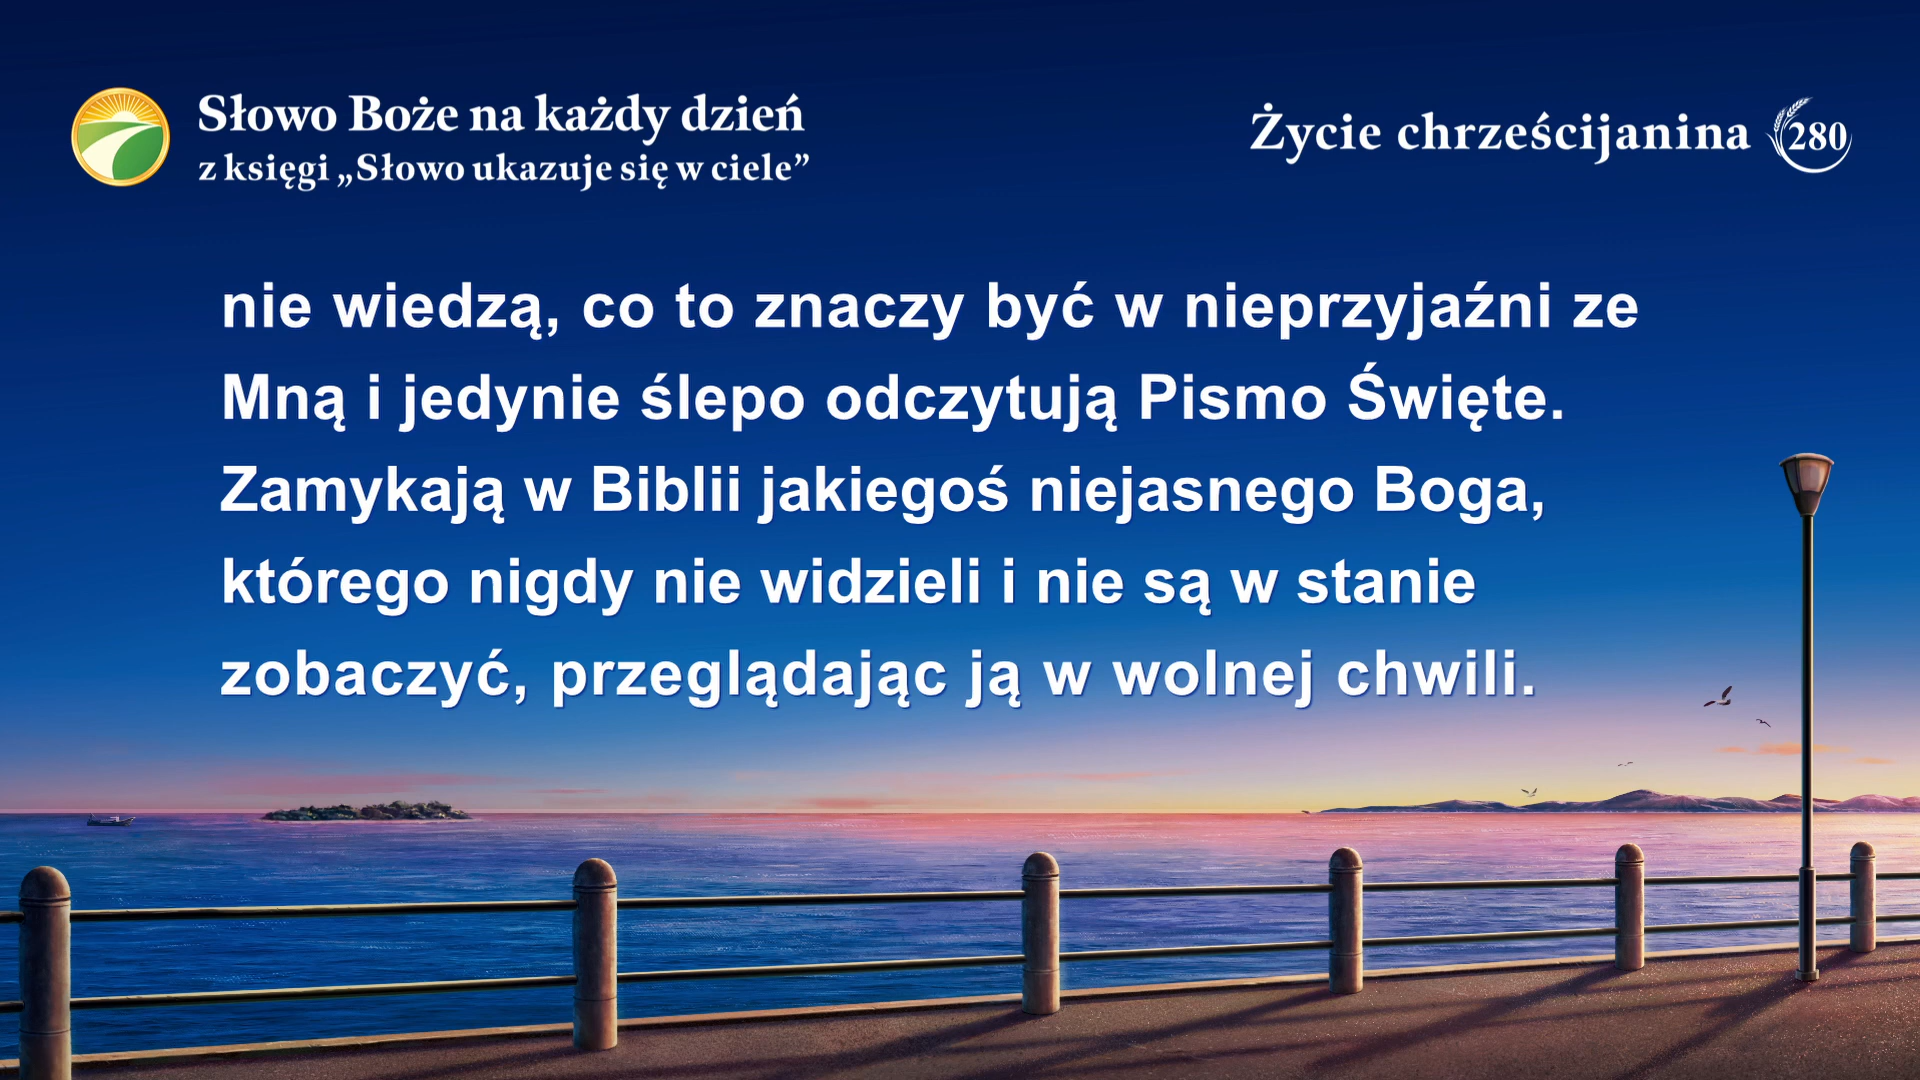 Słowo Boże na każdy dzień
z księgi „Słowo ukazuje się w ciele”
Życie chrześcijanina 280
nie wiedzą, co to znaczy być w nieprzyjaźni ze
Mną i jedynie ślepo odczytują Pismo Święte.
Zamykają w Biblii jakiegoś niejasnego Boga,
którego nigdy nie widzieli i nie są w stanie
zobaczyć, przeglądając ją w wolnej chwili.